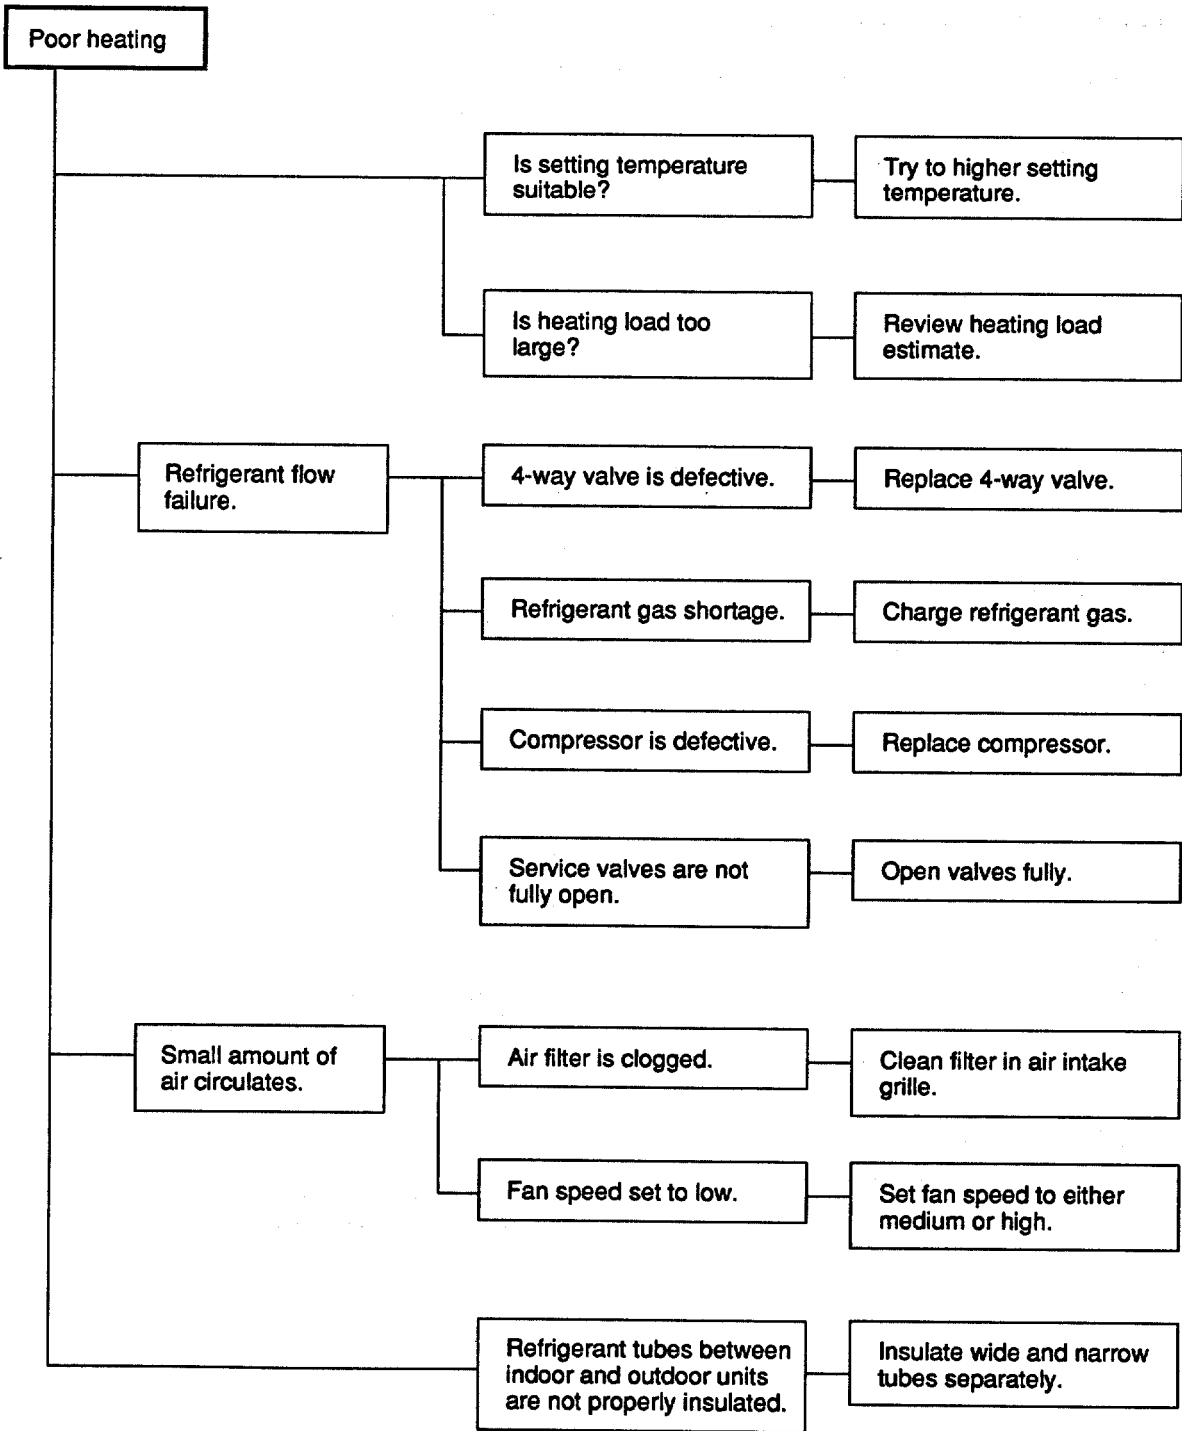 Poor heating
Is setting temperature
suitable?
Try to higher setting
temperature.
Is heating load too
large?
Review heating load
estimate.
Refrigerant flow
failure.
4-way valve is defective.
Replace 4-way valve.
Refrigerant gas shortage.
Charge refrigerant gas.
Compressor is defective.
Replace compressor.
Service valves are not
fully open.
Open valves fully.
Small amount of
air circulates.
Air filter is clogged.
Clean filter in air intake
grille.
Fan speed set to low.
Set fan speed to either
medium or high.
Refrigerant tubes between
indoor and outdoor units
are not properly insulated.
Insulate wide and narrow
tubes separately.